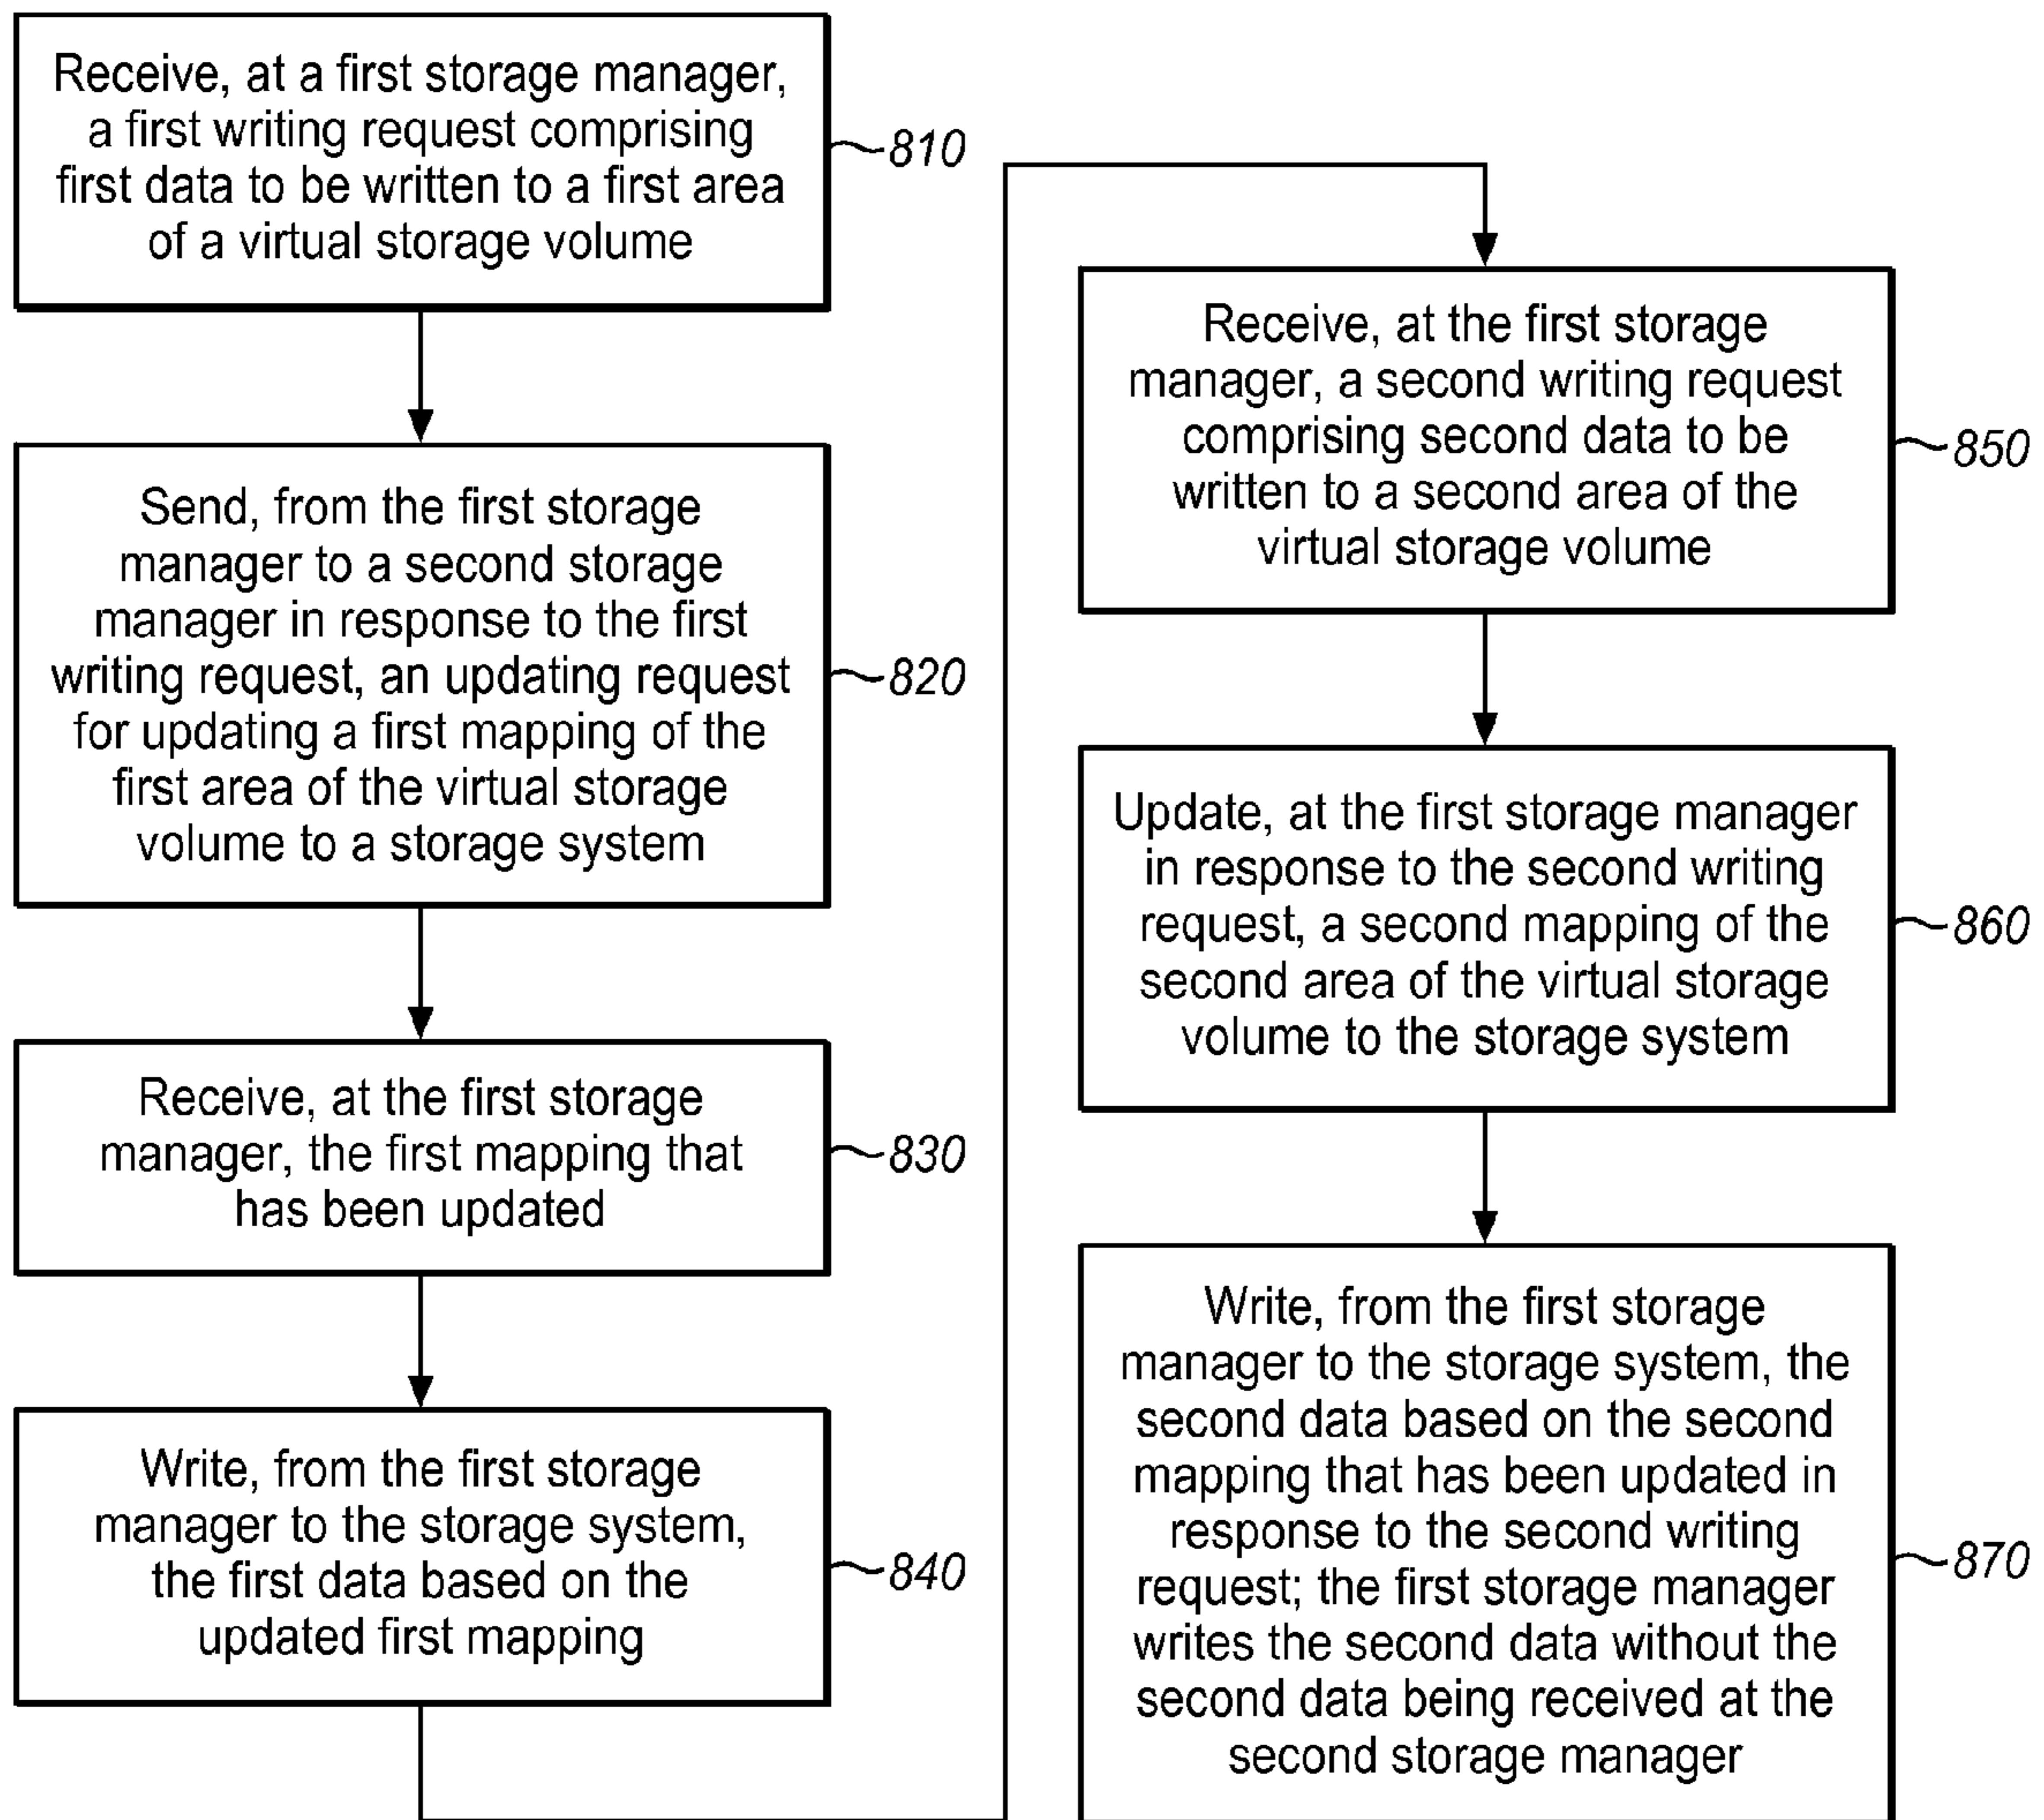 Receive, at a first storage manager,
a first writing request comprising
first data to be written to a first area
of a virtual storage volume
810
Send, from the first storage
manager to a second storage
manager in response to the first
writing request, an updating request
for updating a first mapping of the
first area of the virtual storage
volume to a storage system
820
Receive, at the first storage
manager, the first mapping that
has been updated
830
Write, from the first storage
manager to the storage system,
the first data based on the
updated first mapping
840
Receive, at the first storage
manager, a second writing request
comprising second data to be
written to a second area of the
virtual storage volume
850
Update, at the first storage manager
in response to the second writing
request, a second mapping of the
second area of the virtual storage
volume to the storage system
860
Write, from the first storage
manager to the storage system, the
second data based on the second
mapping that has been updated in
response to the second writing
request; the first storage manager
writes the second data without the
second data being received at the
second storage manager
870